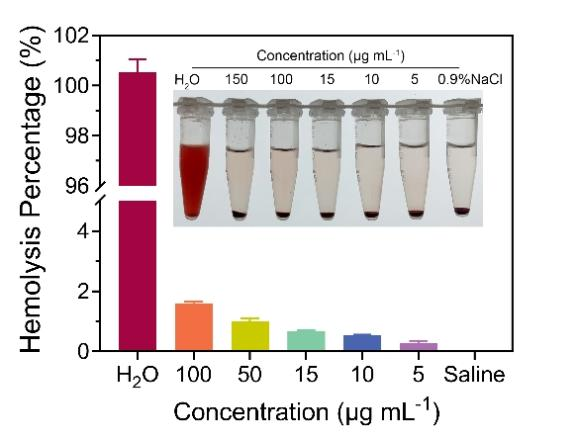 Hemolysis Percentage (%)
102
100
98
96
4
2
0
Concentration (µg mL⁻¹)
H₂O 150 100 15 10 5 0.9%NaCl
H₂O 100 50 15 10 5 Saline
Concentration (µg mL⁻¹)